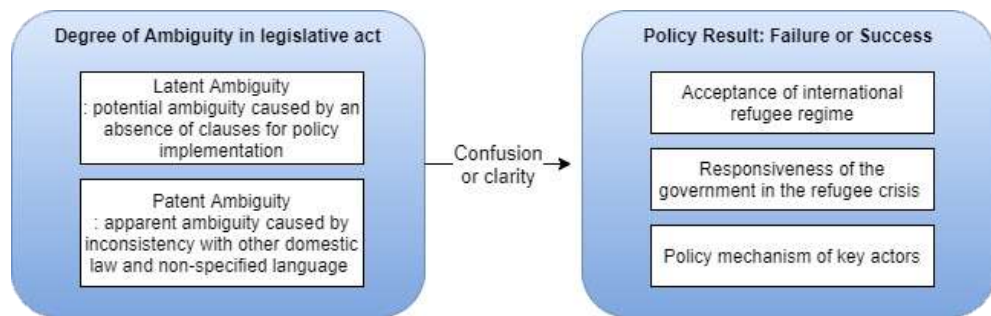 Degree of Ambiguity in legislative act
Latent Ambiguity
: potential ambiguity caused by an
absence of clauses for policy
implementation
Patent Ambiguity
: apparent ambiguity caused by
inconsistency with other domestic
law and non-specified language
Confusion
or clarity
Policy Result: Failure or Success
Acceptance of international
refugee regime
Responsiveness of the
government in the refugee crisis
Policy mechanism of key actors